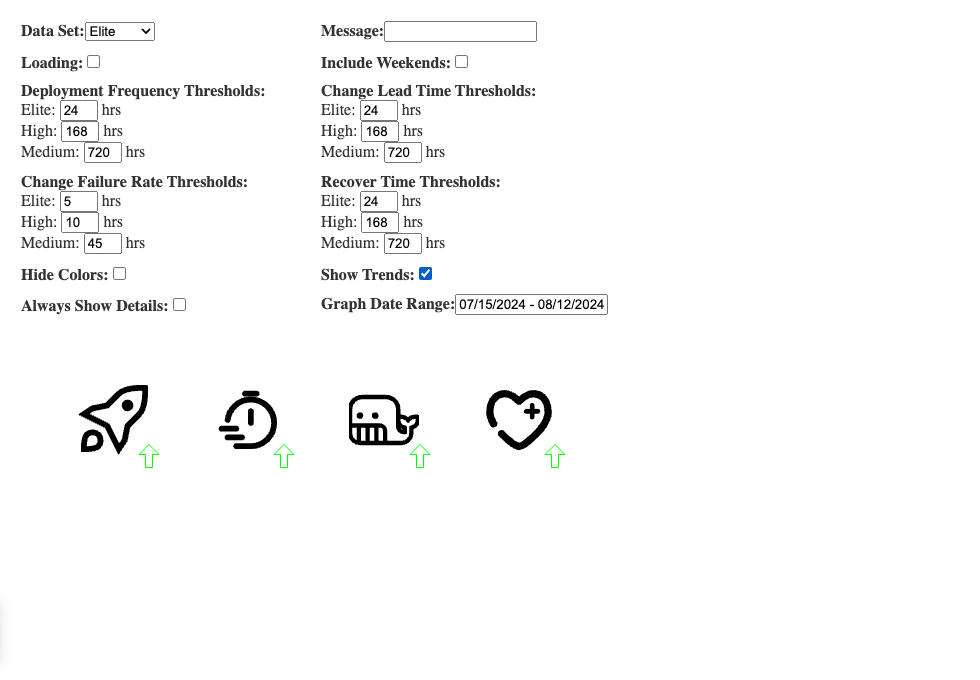 Data Set: Elite
Message:
Loading:
Include Weekends:
Deployment Frequency Thresholds:
Elite: 24 hrs
High: 168 hrs
Medium: 720 hrs
Change Lead Time Thresholds:
Elite: 24 hrs
High: 168 hrs
Medium: 720 hrs
Change Failure Rate Thresholds:
Elite: 5 hrs
High: 10 hrs
Medium: 45 hrs
Recover Time Thresholds:
Elite: 24 hrs
High: 168 hrs
Medium: 720 hrs
Hide Colors:
Show Trends:
Always Show Details:
Graph Date Range: 07/15/2024 - 08/12/2024